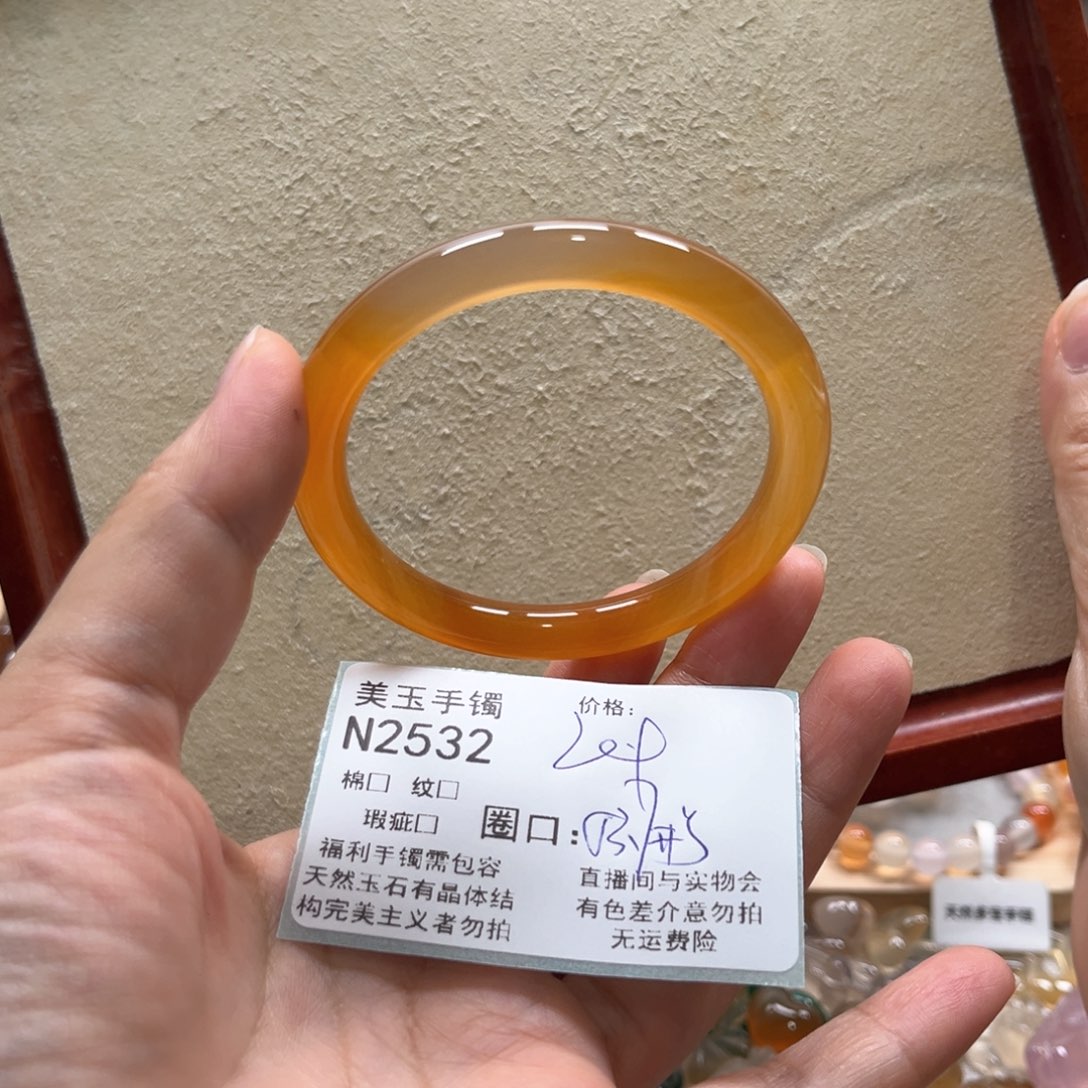 美玉手镯
价格:
N2532
棉□ 纹□
瑕疵□
圈口:
福利手镯需包容
天然玉石有晶体结
构完美主义者勿拍
直播间与实物会
有色差介意勿拍
无运费险